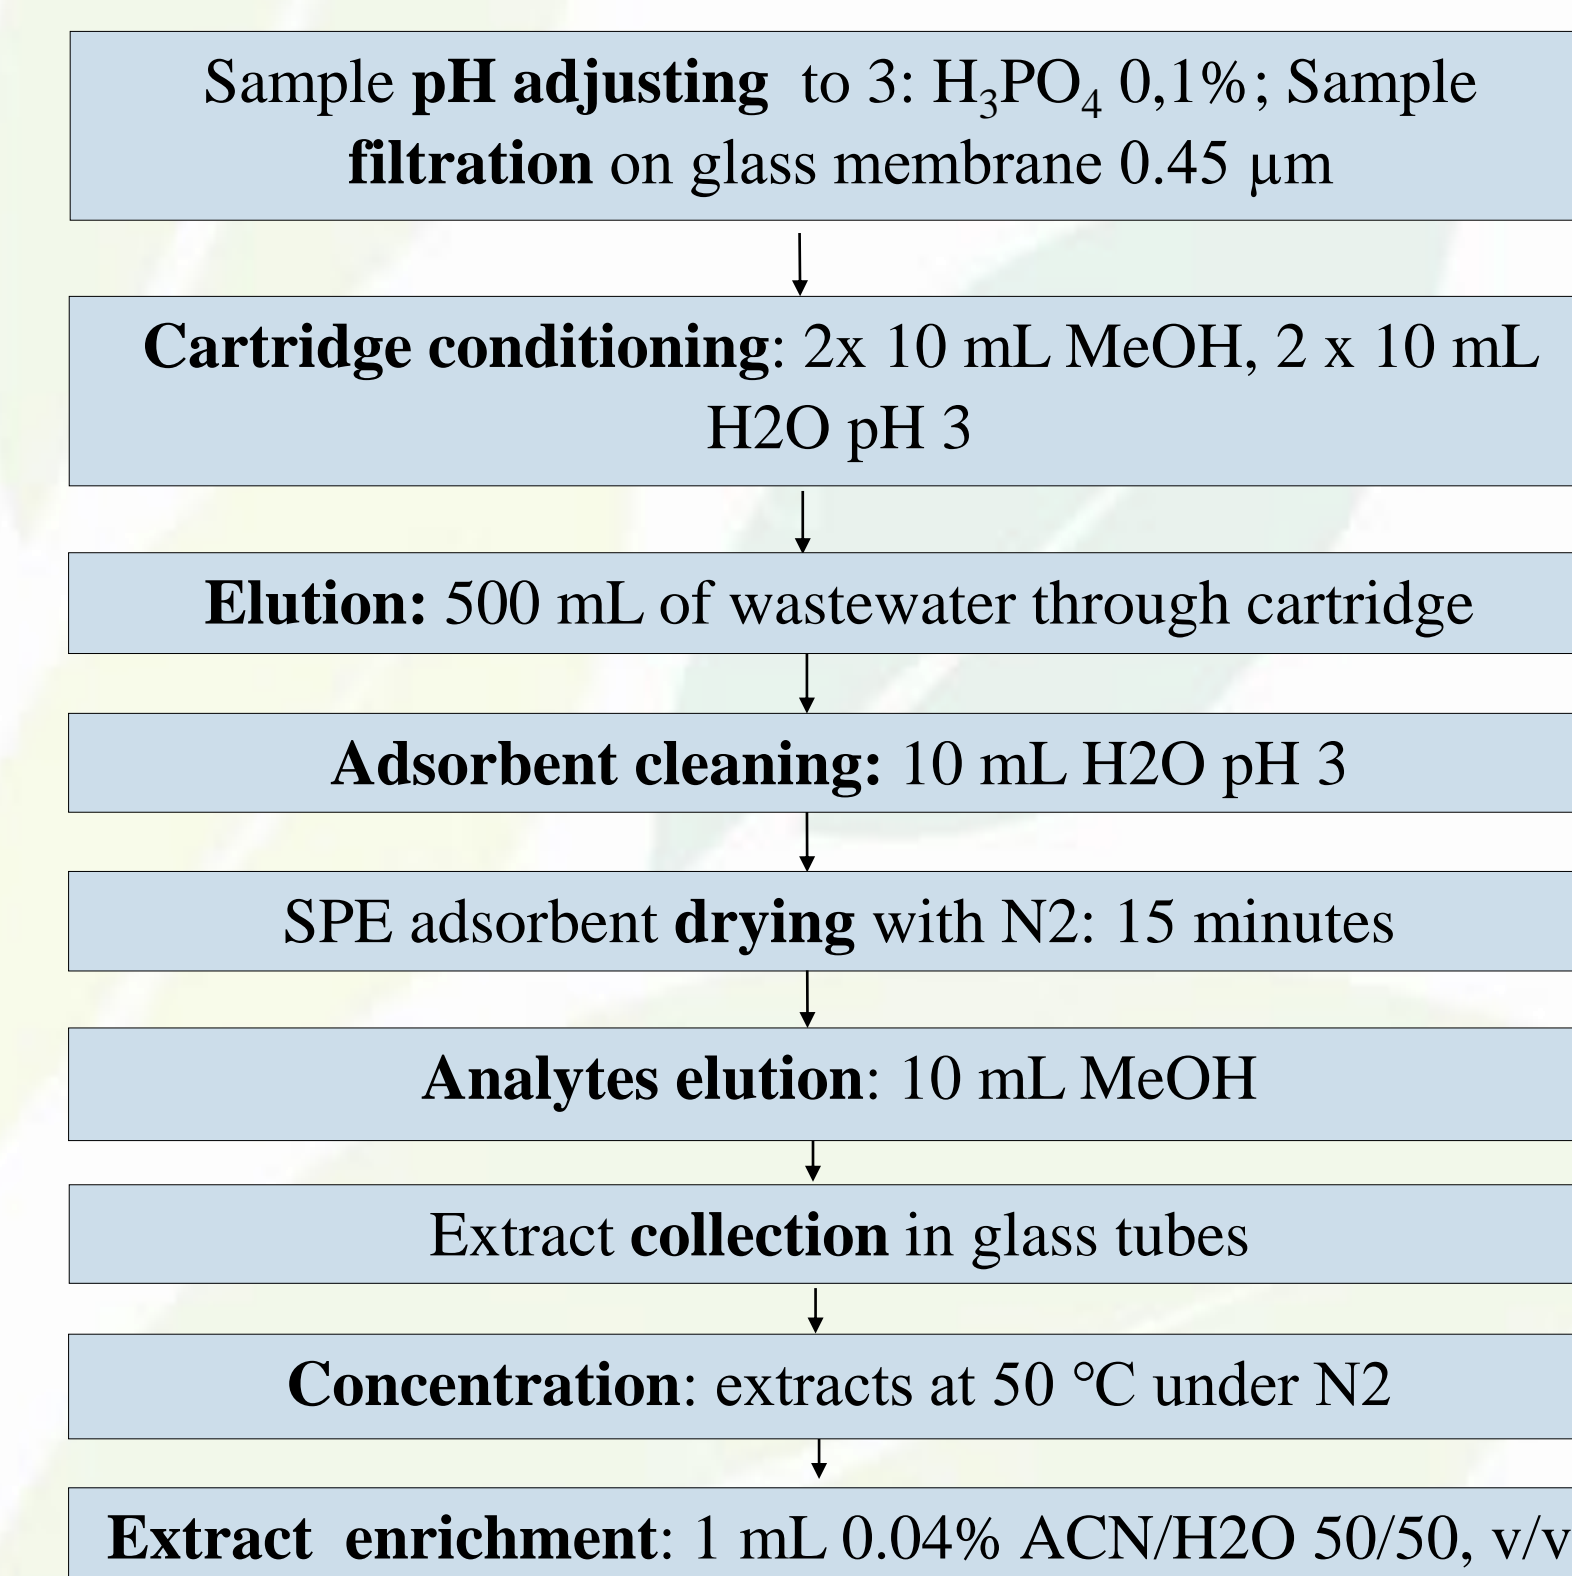 Sample pH adjusting to 3: H₃PO₄ 0,1%; Sample
filtration on glass membrane 0.45 µm
Cartridge conditioning: 2x 10 mL MeOH, 2 x 10 mL
H2O pH 3
Elution: 500 mL of wastewater through cartridge
Adsorbent cleaning: 10 mL H2O pH 3
SPE adsorbent drying with N2: 15 minutes
Analytes elution: 10 mL MeOH
Extract collection in glass tubes
Concentration: extracts at 50 °C under N2
Extract enrichment: 1 mL 0.04% ACN/H2O 50/50, v/v